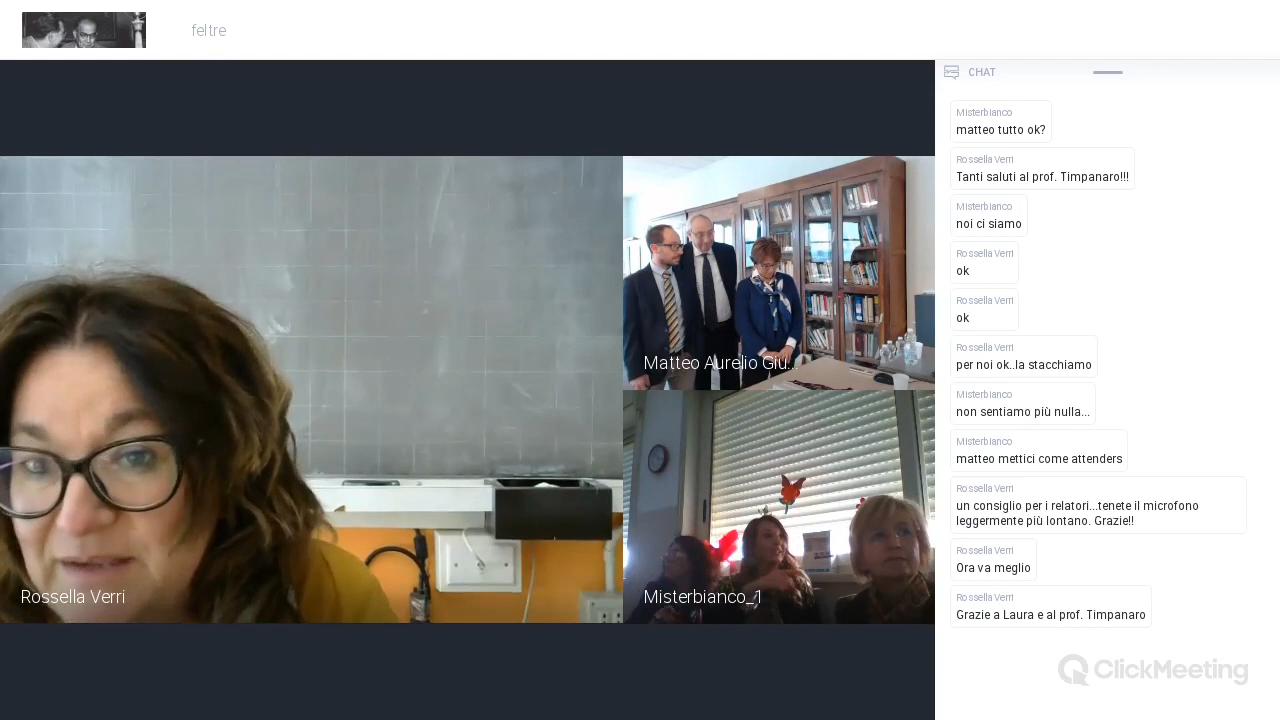 feltre
CHAT
Misterbianco
matteo tutto ok?
Rossella Verri
Tanti saluti al prof. Timpanaro!!!
Misterbianco
noi ci siamo
Rossella Verri
ok
Rossella Verri
ok
Rossella Verri
per noi ok..la stacchiamo
Misterbianco
non sentiamo più nulla...
Misterbianco
matteo mettici come attenders
Rossella Verri
un consiglio per i relatori...tenete il microfono
leggermente più lontano. Grazie!!
Rossella Verri
Ora va meglio
Rossella Verri
Grazie a Laura e al prof. Timpanaro
Matteo Aurelio Giu...
Rossella Verri
Misterbianco_1
ClickMeeting